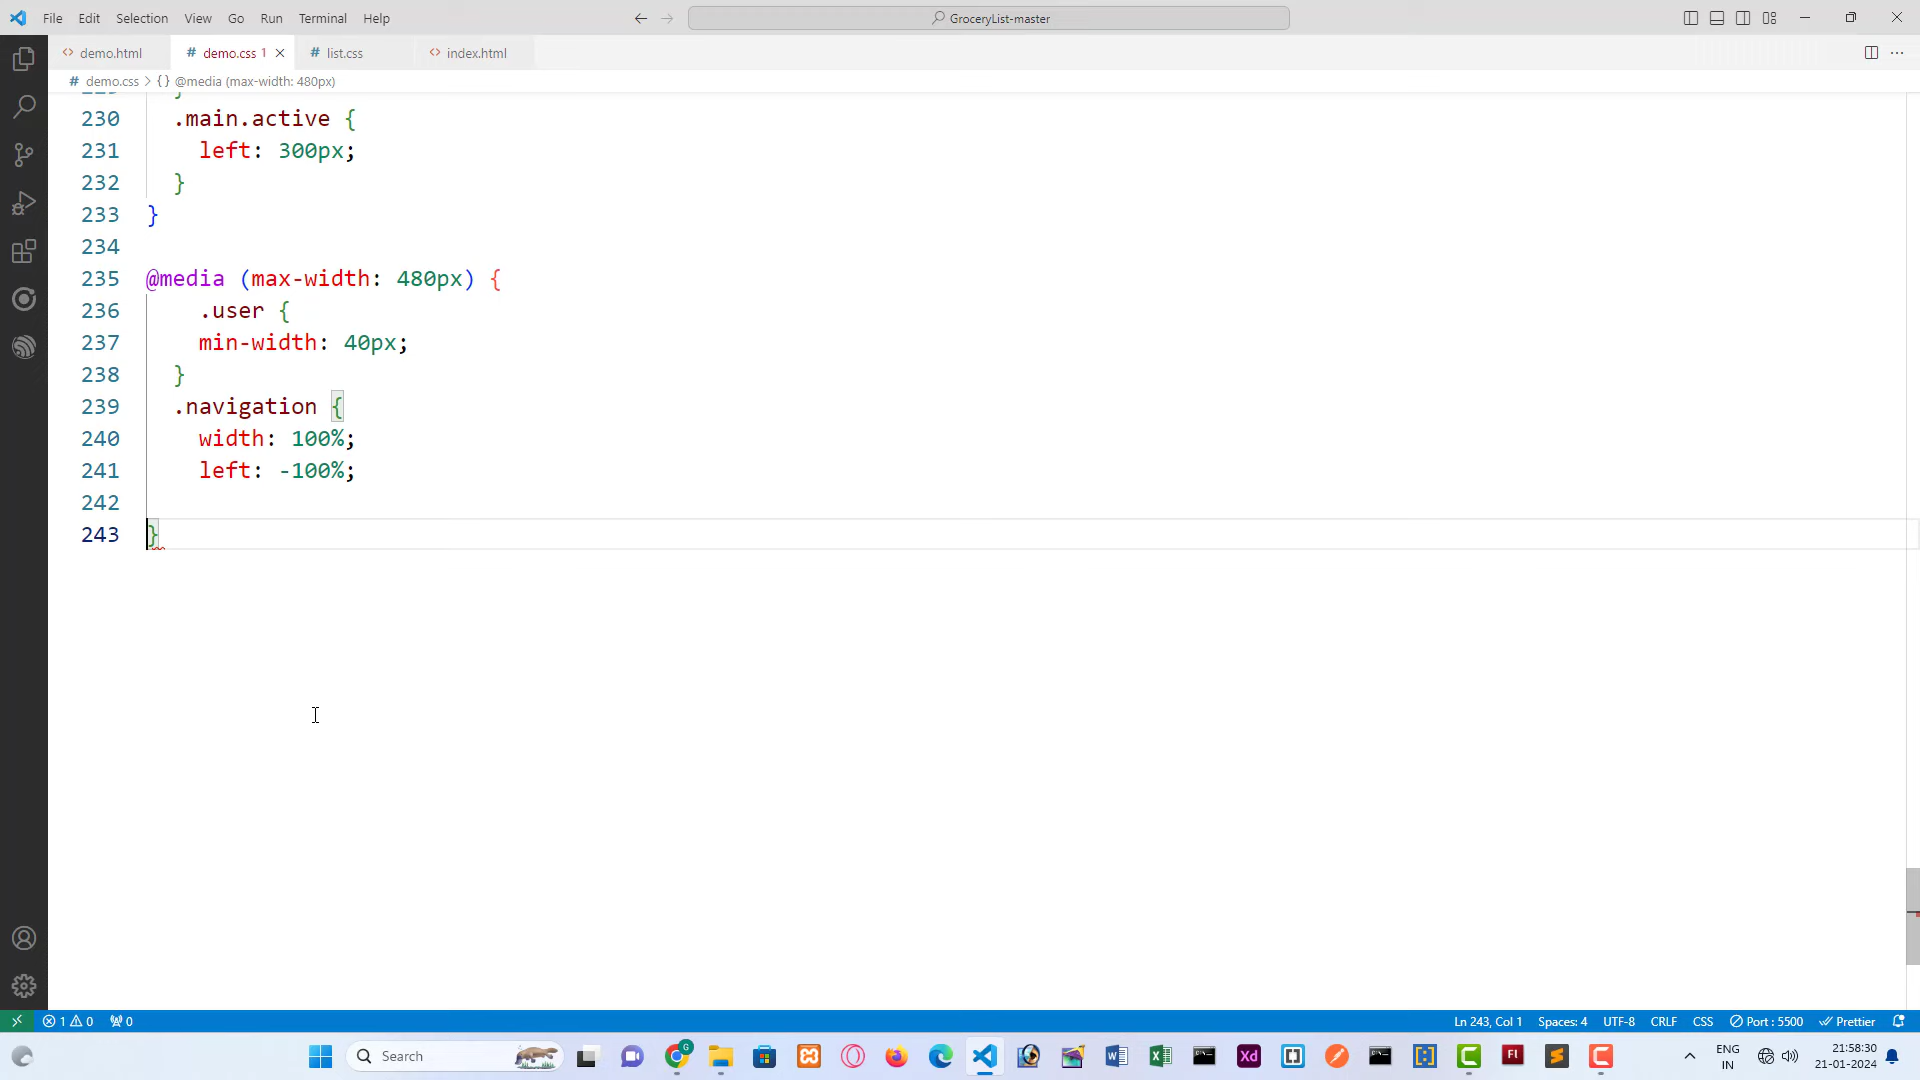 File Edit Selection View Go Run Terminal Help
GroceryList-master
demo.html
demo.css 1
list.css
index.html
demo.css > {} @media (max-width: 480px)
230 .main.active {
231 left: 300px;
232 }
233 }
234
235 @media (max-width: 480px) {
236 .user {
237 min-width: 40px;
238 }
239 .navigation {
240 width: 100%;
241 left: -100%;
242
243 }
1 0 0
Ln 243, Col 1 Spaces: 4 UTF-8 CRLF CSS Port : 5500 Prettier
Search
G
Xd
Fl
ENG
IN
21:58:30
21-01-2024